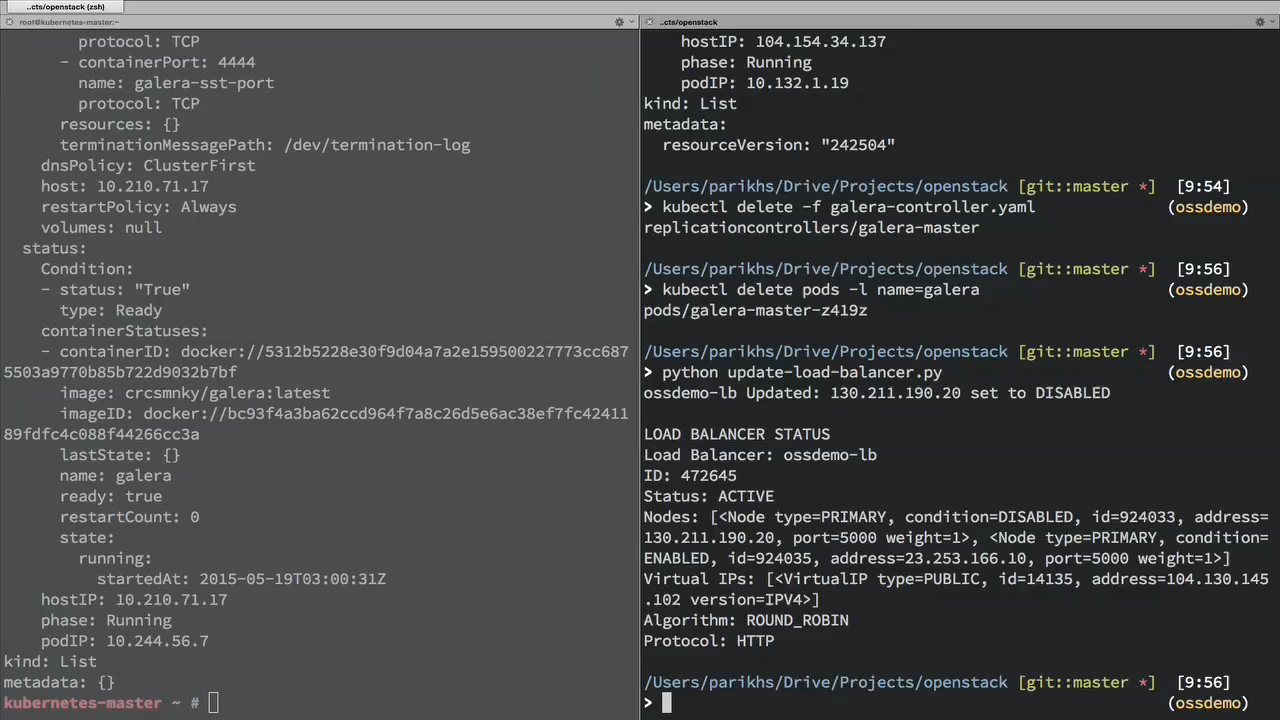 ..cts/openstack (zsh)
root@kubernetes-master:~
protocol: TCP
- containerPort: 4444
name: galera-sst-port
protocol: TCP
resources: {}
terminationMessagePath: /dev/termination-log
dnsPolicy: ClusterFirst
host: 10.210.71.17
restartPolicy: Always
volumes: null
status:
Condition:
- status: "True"
type: Ready
containerStatuses:
- containerID: docker://5312b5228e30f9d04a7a2e159500227773cc687
5503a9770b85b722d9032b7bf
image: crcsmnky/galera:latest
imageID: docker://bc93f4a3ba62ccd964f7a8c26d5e6ac38ef7fc42411
89fdfc4c088f44266cc3a
lastState: {}
name: galera
ready: true
restartCount: 0
state:
running:
startedAt: 2015-05-19T03:00:31Z
hostIP: 10.210.71.17
phase: Running
podIP: 10.244.56.7
kind: List
metadata: {}
kubernetes-master ~ #
..cts/openstack
hostIP: 104.154.34.137
phase: Running
podIP: 10.132.1.19
kind: List
metadata:
resourceVersion: "242504"
/Users/parikhs/Drive/Projects/openstack [git::master *] [9:54]
> kubectl delete -f galera-controller.yaml (ossdemo)
replicationcontrollers/galera-master
/Users/parikhs/Drive/Projects/openstack [git::master *] [9:56]
> kubectl delete pods -l name=galera (ossdemo)
pods/galera-master-z419z
/Users/parikhs/Drive/Projects/openstack [git::master *] [9:56]
> python update-load-balancer.py (ossdemo)
ossdemo-lb Updated: 130.211.190.20 set to DISABLED
LOAD BALANCER STATUS
Load Balancer: ossdemo-lb
ID: 472645
Status: ACTIVE
Nodes: [<Node type=PRIMARY, condition=DISABLED, id=924033, address=
130.211.190.20, port=5000 weight=1>, <Node type=PRIMARY, condition=
ENABLED, id=924035, address=23.253.166.10, port=5000 weight=1>]
Virtual IPs: [<VirtualIP type=PUBLIC, id=14135, address=104.130.145
.102 version=IPV4>]
Algorithm: ROUND_ROBIN
Protocol: HTTP
/Users/parikhs/Drive/Projects/openstack [git::master *] [9:56]
> (ossdemo)